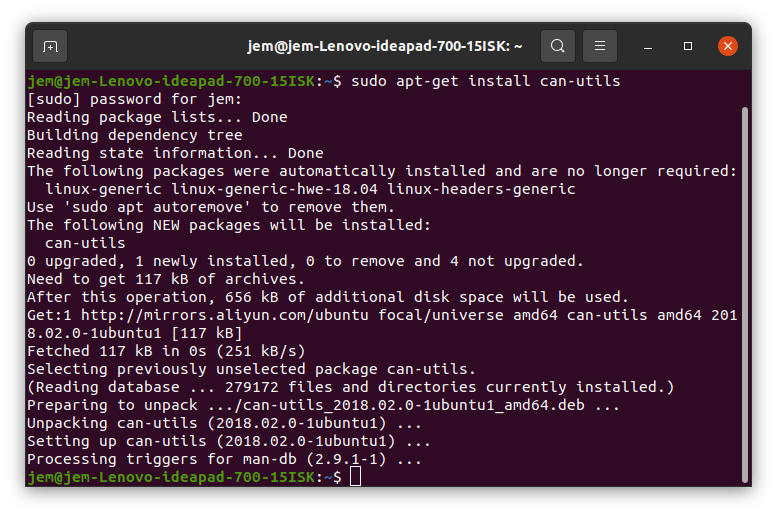 jem@jem-Lenovo-ideapad-700-15ISK: ~
jem@jem-Lenovo-ideapad-700-15ISK:~$ sudo apt-get install can-utils
[sudo] password for jem:
Reading package lists... Done
Building dependency tree
Reading state information... Done
The following packages were automatically installed and are no longer required:
  linux-generic linux-generic-hwe-18.04 linux-headers-generic
Use 'sudo apt autoremove' to remove them.
The following NEW packages will be installed:
  can-utils
0 upgraded, 1 newly installed, 0 to remove and 4 not upgraded.
Need to get 117 kB of archives.
After this operation, 656 kB of additional disk space will be used.
Get:1 http://mirrors.aliyun.com/ubuntu focal/universe amd64 can-utils amd64 201
8.02.0-1ubuntu1 [117 kB]
Fetched 117 kB in 0s (251 kB/s)
Selecting previously unselected package can-utils.
(Reading database ... 279172 files and directories currently installed.)
Preparing to unpack .../can-utils_2018.02.0-1ubuntu1_amd64.deb ...
Unpacking can-utils (2018.02.0-1ubuntu1) ...
Setting up can-utils (2018.02.0-1ubuntu1) ...
Processing triggers for man-db (2.9.1-1) ...
jem@jem-Lenovo-ideapad-700-15ISK:~$